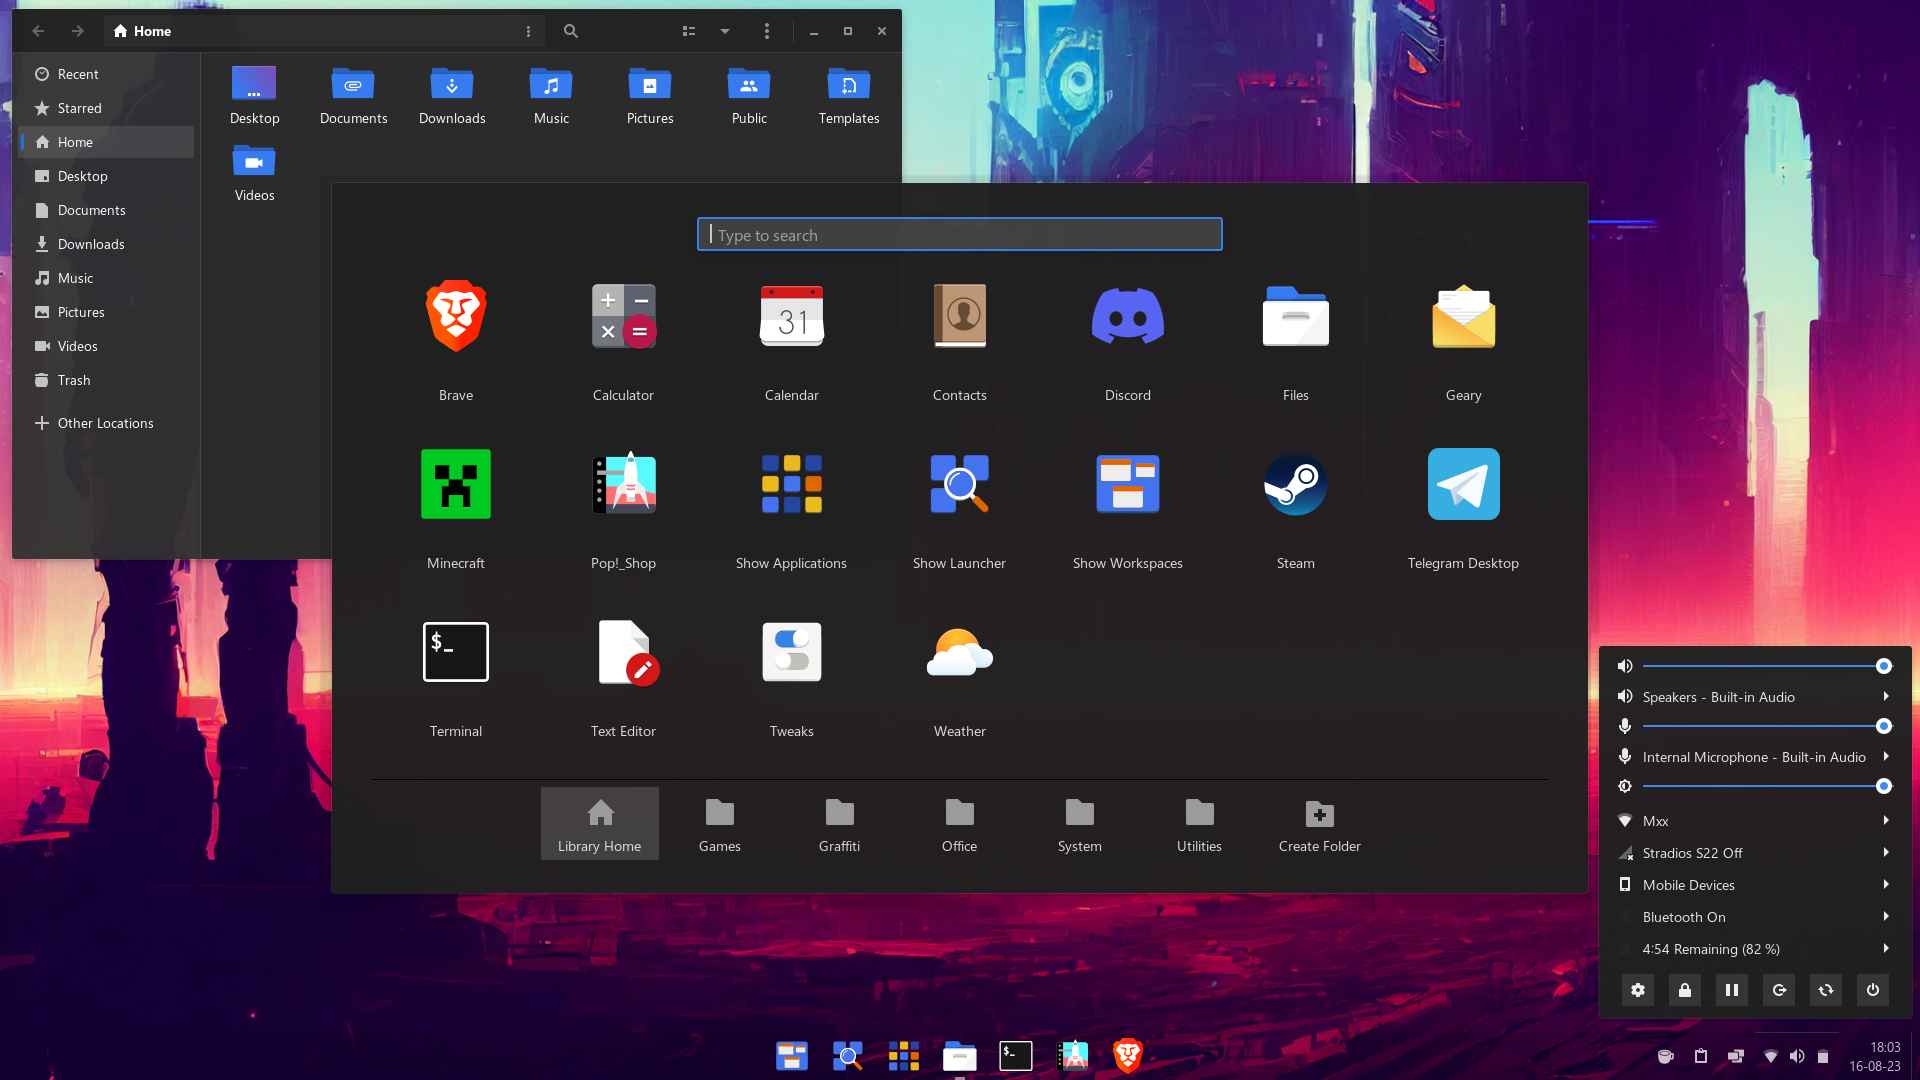 Home
Recent
Starred
Home
Desktop
Documents
Downloads
Music
Pictures
Videos
Trash
Other Locations
Desktop
Documents
Downloads
Music
Pictures
Public
Templates
Videos
Type to search
31
Brave
Calculator
Calendar
Contacts
Discord
Files
Geary
Minecraft
Pop!_Shop
Show Applications
Show Launcher
Show Workspaces
Steam
Telegram Desktop
$_
Terminal
Text Editor
Tweaks
Weather
Library Home
Games
Graffiti
Office
System
Utilities
Create Folder
Speakers - Built-in Audio
Internal Microphone - Built-in Audio
Mxx
Stradios S22 Off
Mobile Devices
Bluetooth On
4:54 Remaining (82 %)
$_
18:03
16-08-23